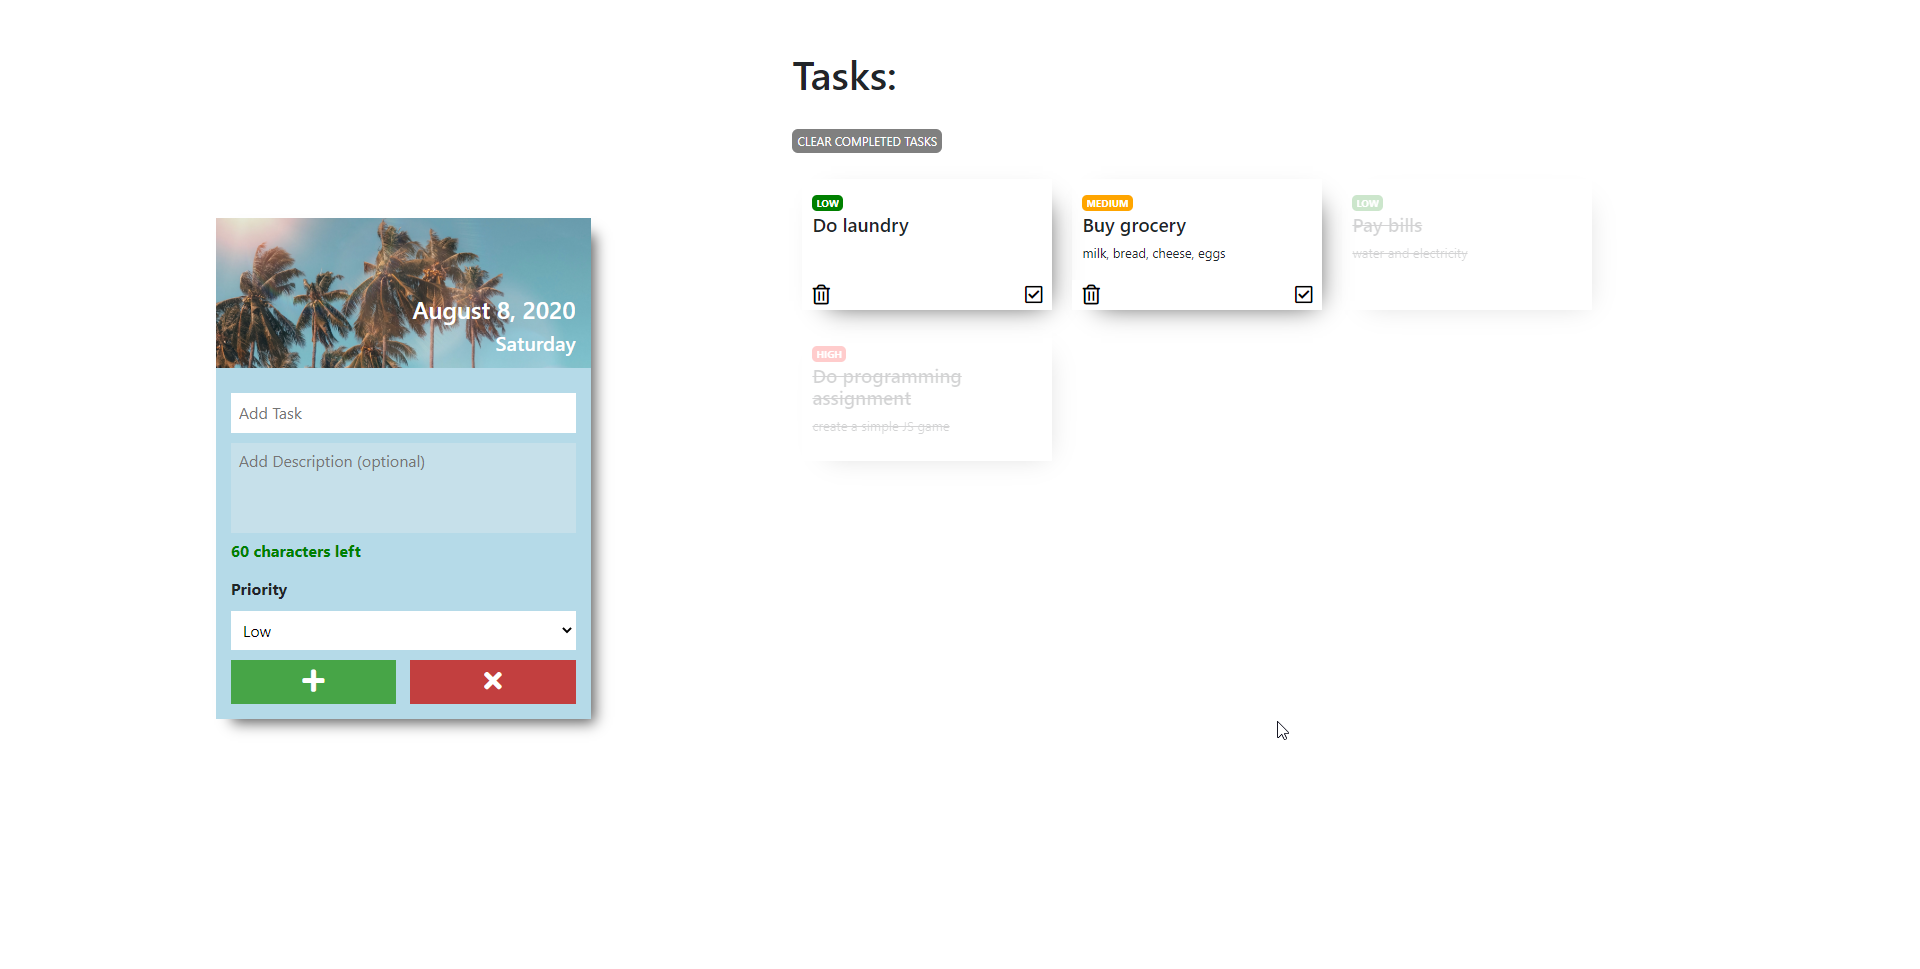 August 8, 2020
Saturday
Add Task
Add Description (optional)
60 characters left
Priority
Low
Tasks:
CLEAR COMPLETED TASKS
LOW
Do laundry
MEDIUM
Buy grocery
milk, bread, cheese, eggs
LOW
Pay bills
water and electricity
HIGH
Do programming
assignment
create a simple JS game